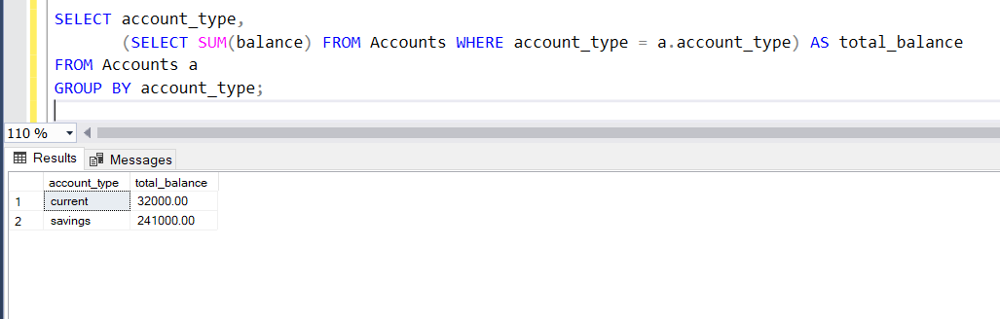 SELECT account_type,
(SELECT SUM(balance) FROM Accounts WHERE account_type = a.account_type) AS total_balance
FROM Accounts a
GROUP BY account_type;
110 %
Results Messages
account_type total_balance
1 current 32000.00
2 savings 241000.00